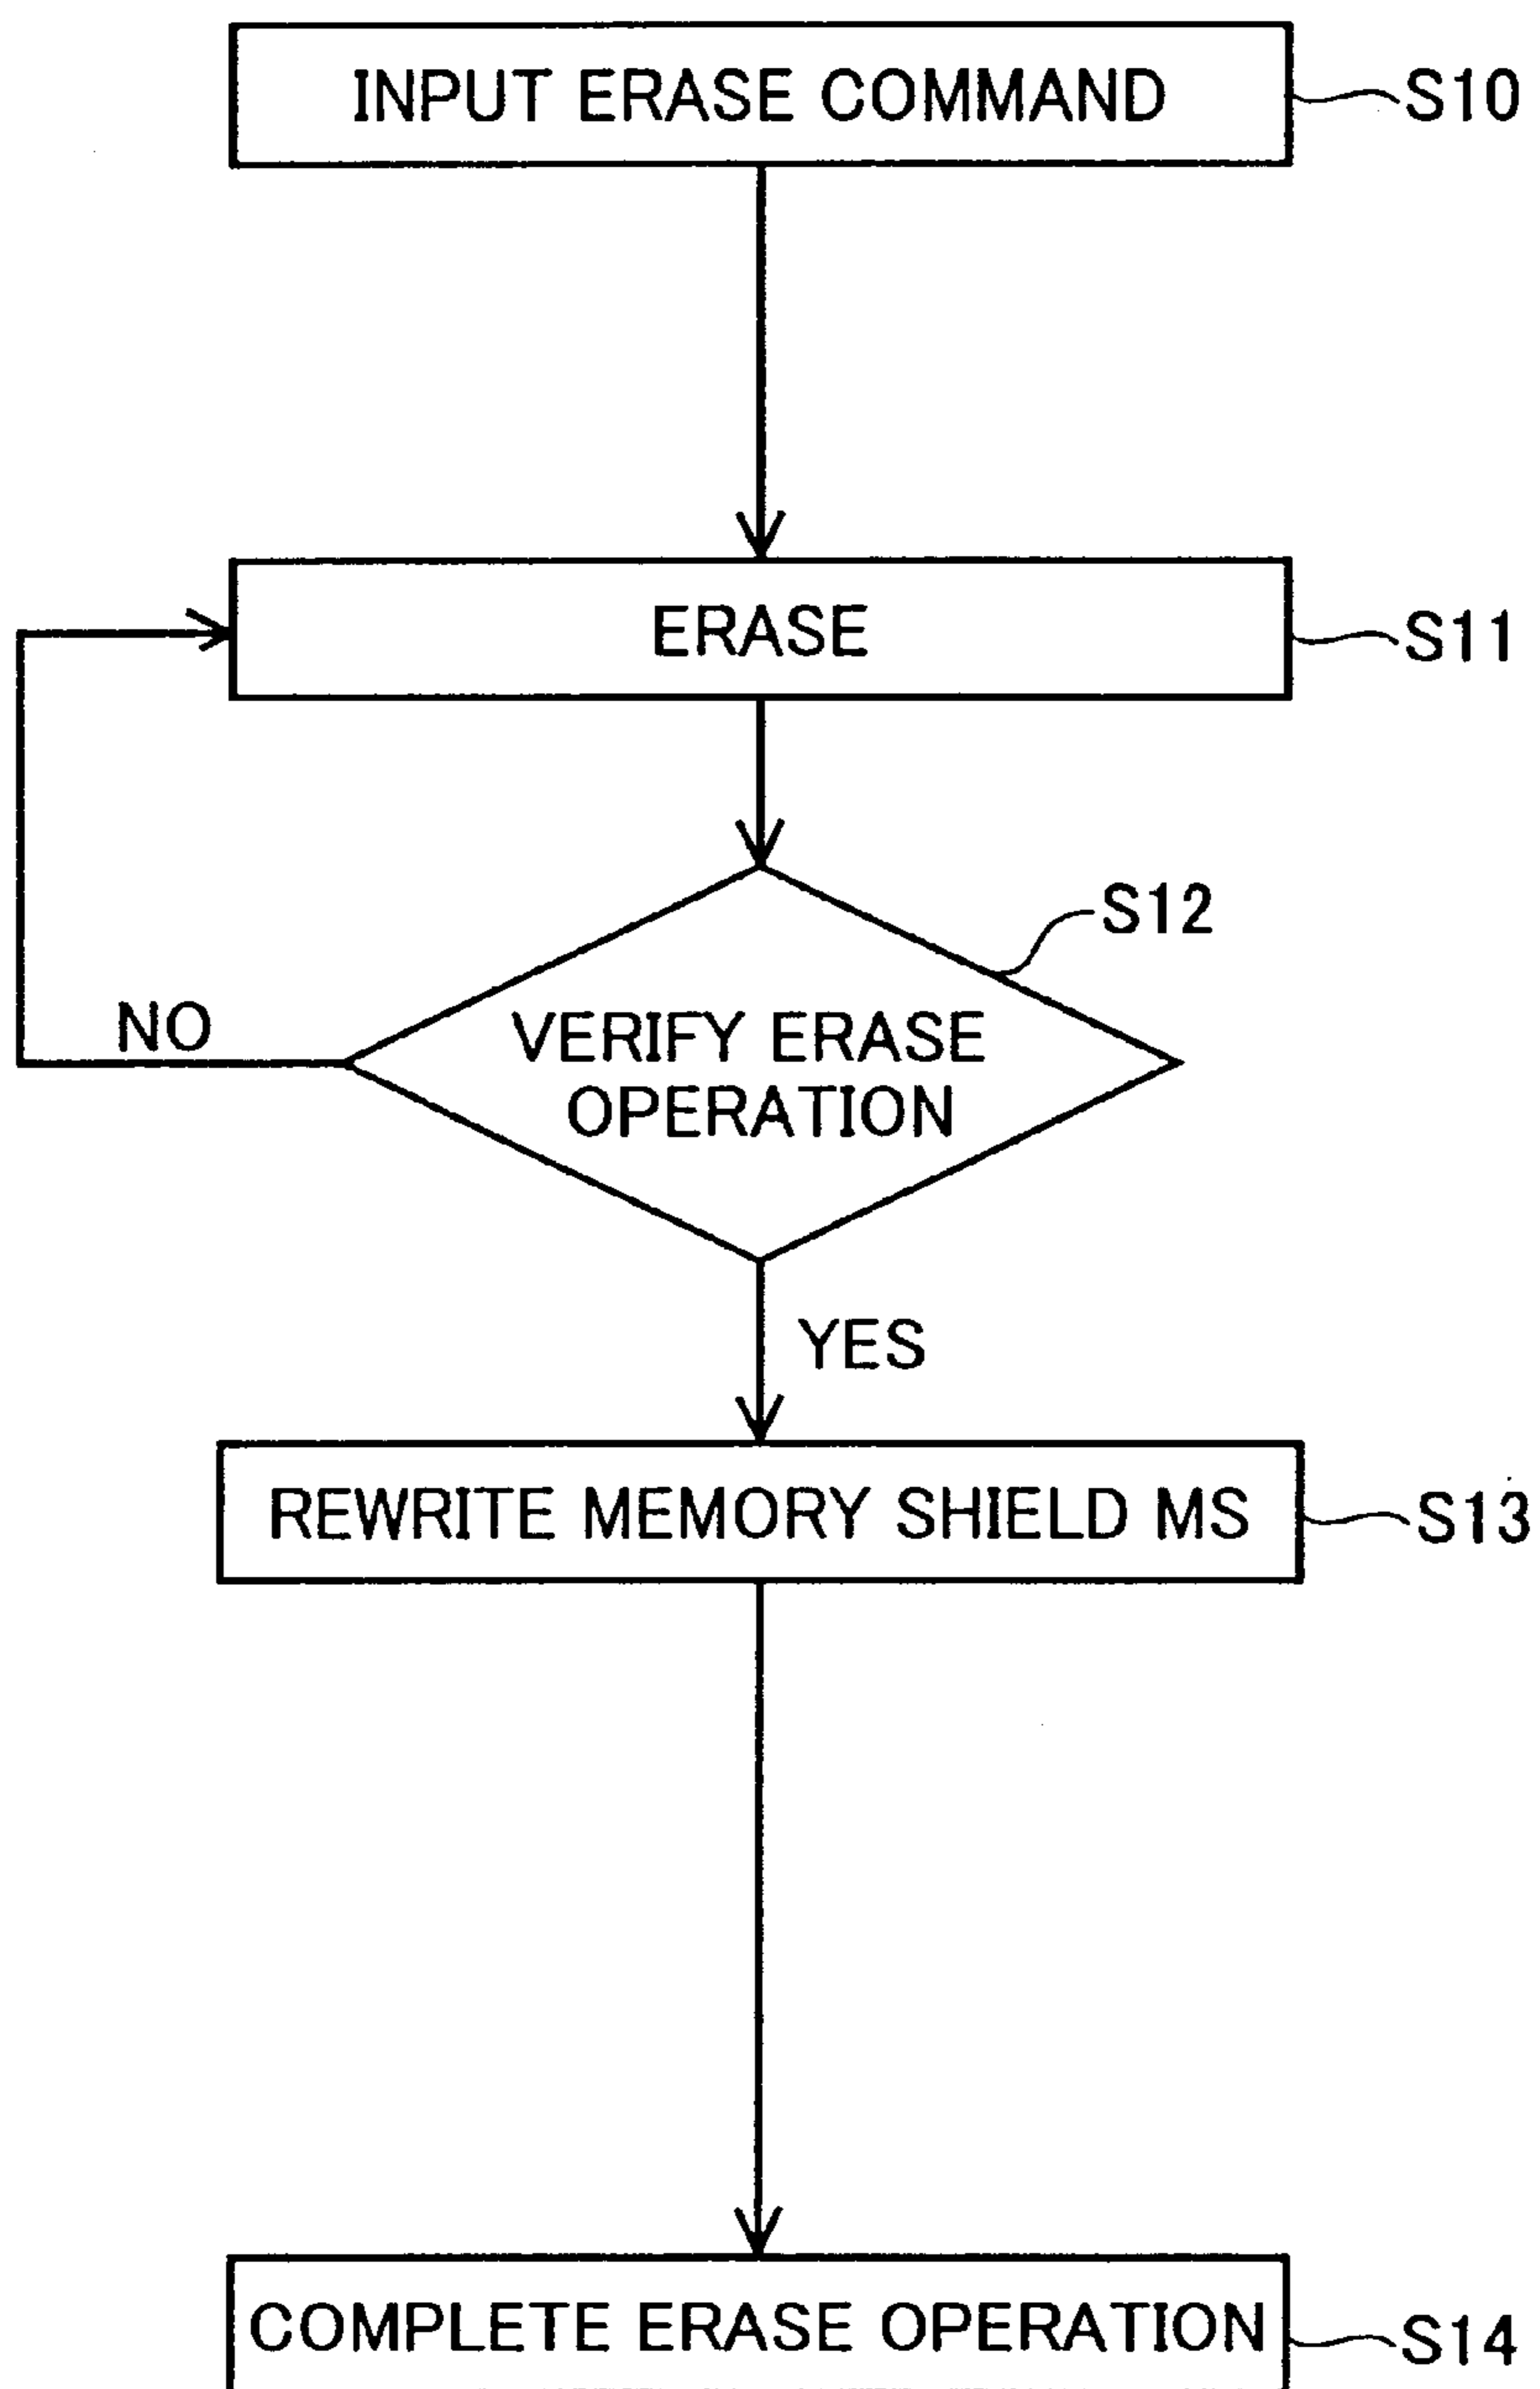 INPUT ERASE COMMAND
S10
ERASE
S11
S12
NO
VERIFY ERASE
OPERATION
YES
REWRITE MEMORY SHIELD MS
S13
COMPLETE ERASE OPERATION
S14